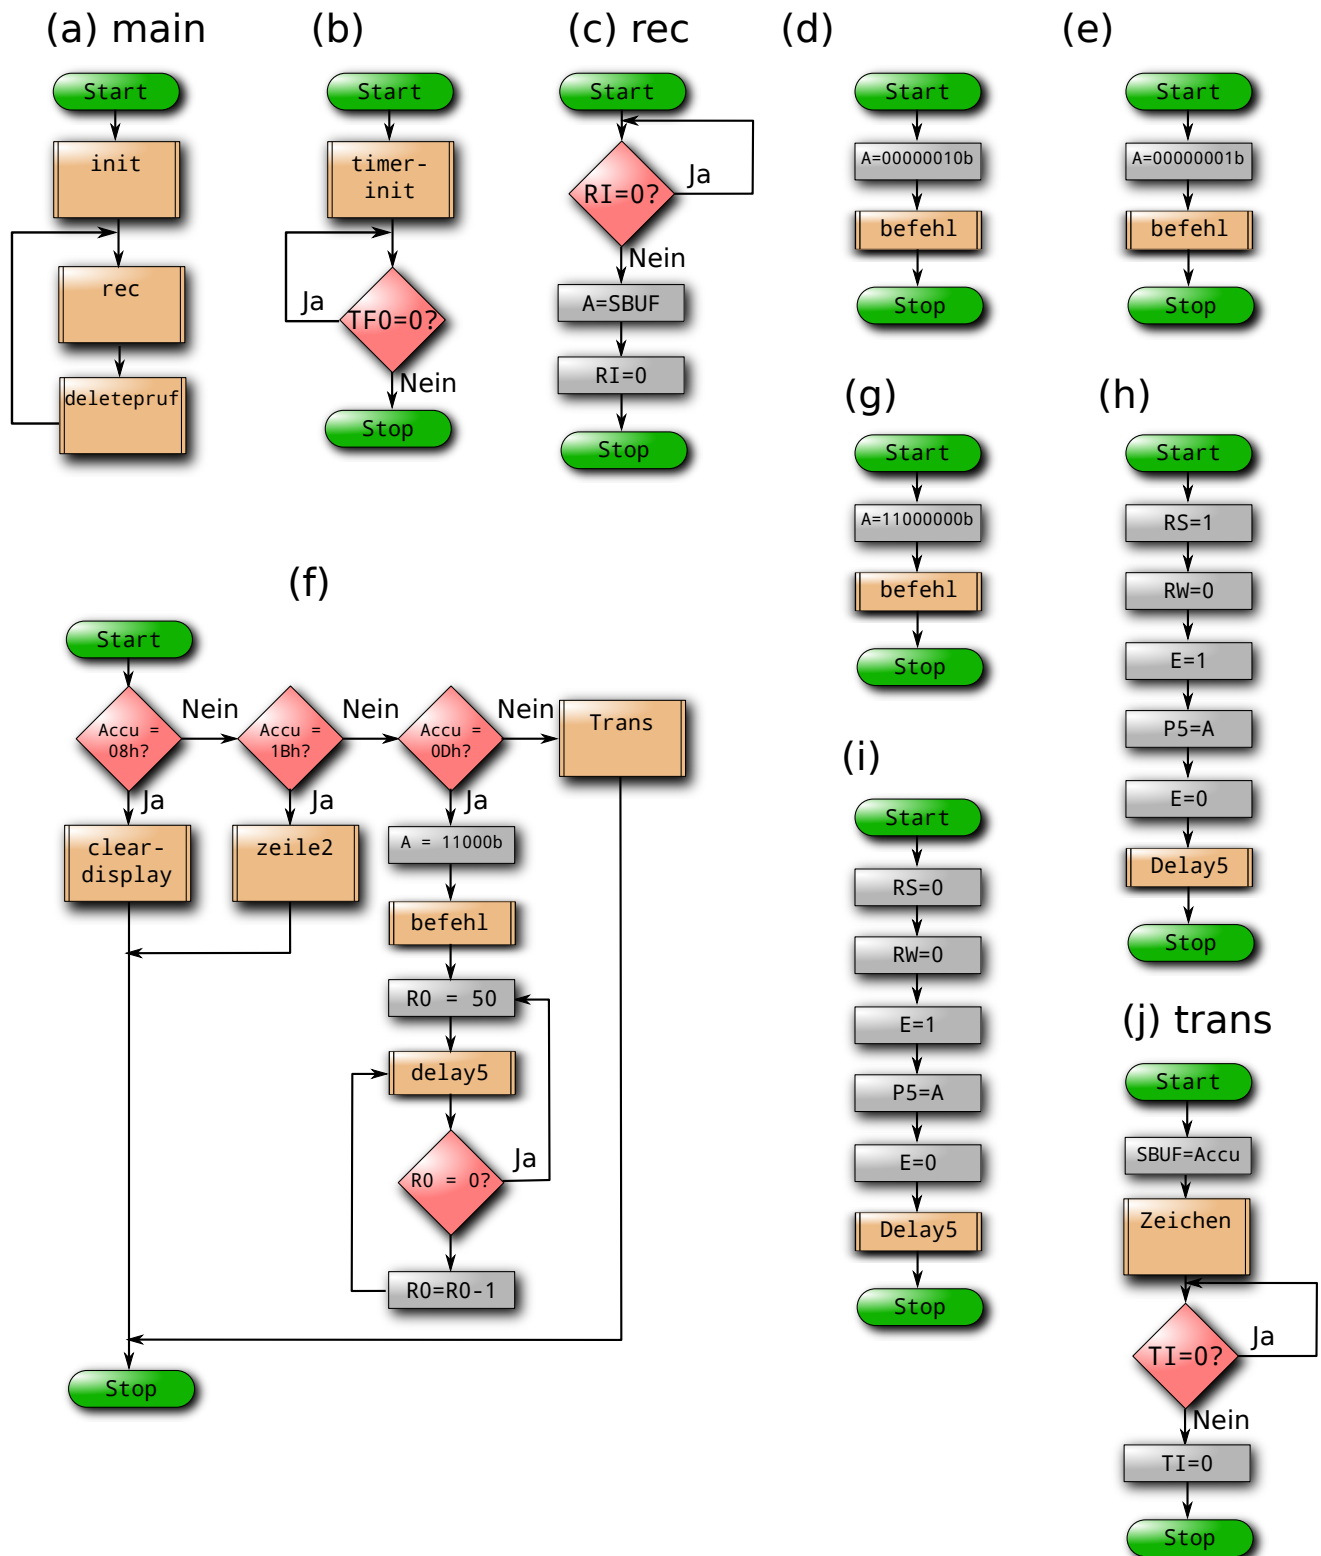 (a) main
Start
init
rec
deletepruf
(b)
Start
timer-
init
TF0=0?
Ja
Nein
Stop
(c) rec
Start
RI=0?
Ja
Nein
A=SBUF
RI=0
Stop
(d)
Start
A=00000010b
befehl
Stop
(e)
Start
A=00000001b
befehl
Stop
(f)
Start
Accu =
08h?
Nein
Accu =
1Bh?
Nein
Accu =
0Dh?
Nein
Trans
Ja
Ja
Ja
clear-
display
zeile2
A = 11000b
befehl
R0 = 50
delay5
R0 = 0?
Ja
R0=R0-1
Stop
(g)
Start
A=11000000b
befehl
Stop
(h)
Start
RS=1
RW=0
E=1
P5=A
E=0
Delay5
Stop
(i)
Start
RS=0
RW=0
E=1
P5=A
E=0
Delay5
Stop
(j) trans
Start
SBUF=Accu
Zeichen
TI=0?
Ja
Nein
TI=0
Stop